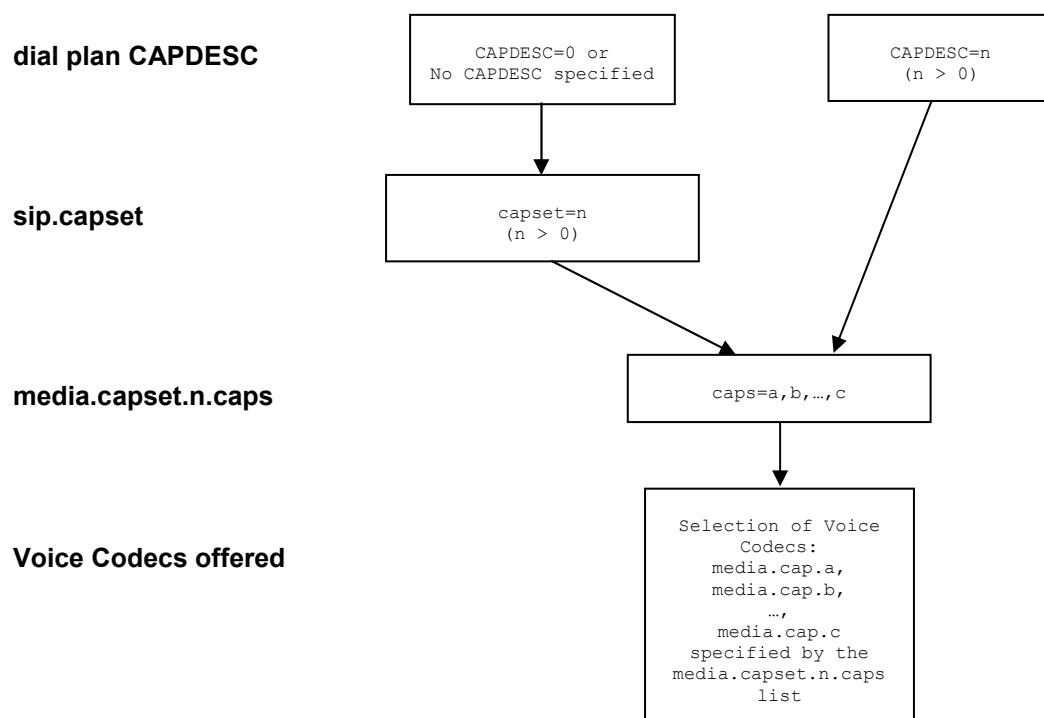 dial plan CAPDESC
CAPDESC=0 or
No CAPDESC specified
CAPDESC=n
(n > 0)
sip.capset
capset=n
(n > 0)
media.capset.n.caps
caps=a,b,…,c
Voice Codecs offered
Selection of Voice
Codecs:
media.cap.a,
media.cap.b,
…,
media.cap.c
specified by the
media.capset.n.caps
list